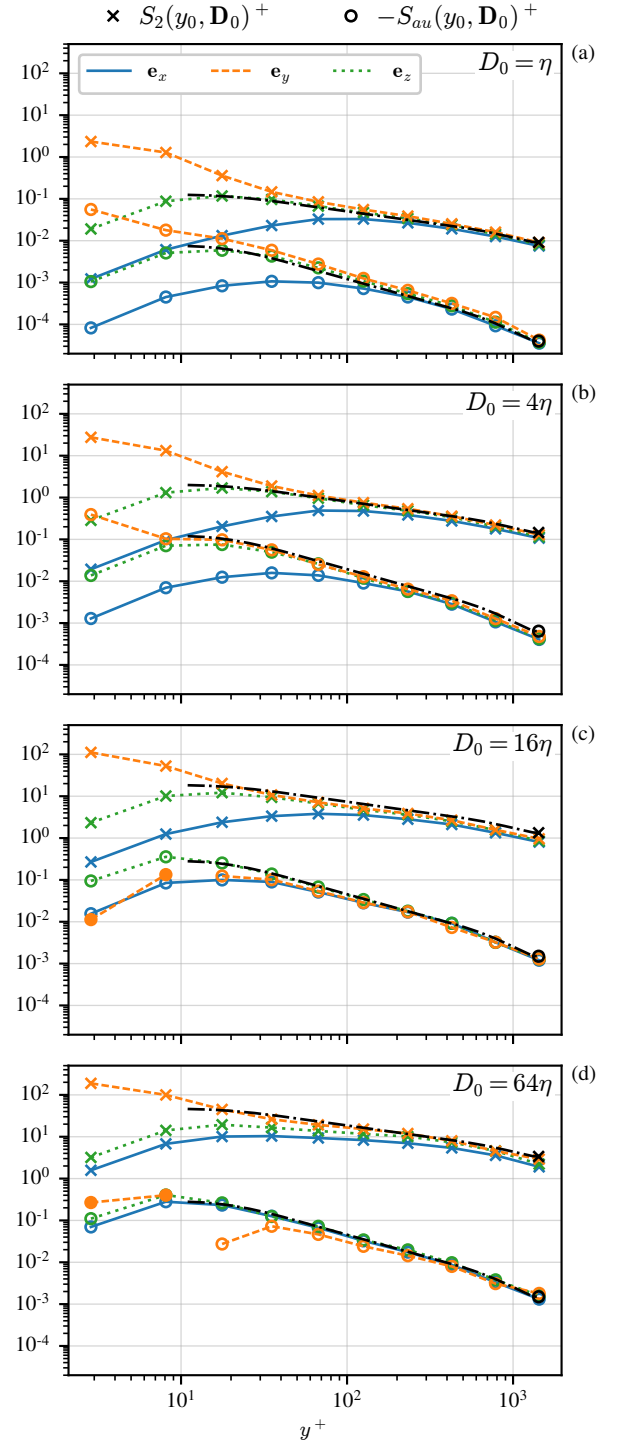 × S₂(y₀, D₀)⁺ ○ −Sₐᵤ(y₀, D₀)⁺
(a)
D₀ = η
eₓ e_y e_z
10²
10¹
10⁰
10⁻¹
10⁻²
10⁻³
10⁻⁴
(b)
D₀ = 4η
10²
10¹
10⁰
10⁻¹
10⁻²
10⁻³
10⁻⁴
(c)
D₀ = 16η
10²
10¹
10⁰
10⁻¹
10⁻²
10⁻³
10⁻⁴
(d)
D₀ = 64η
10²
10¹
10⁰
10⁻¹
10⁻²
10⁻³
10⁻⁴
10¹ 10² 10³
y⁺